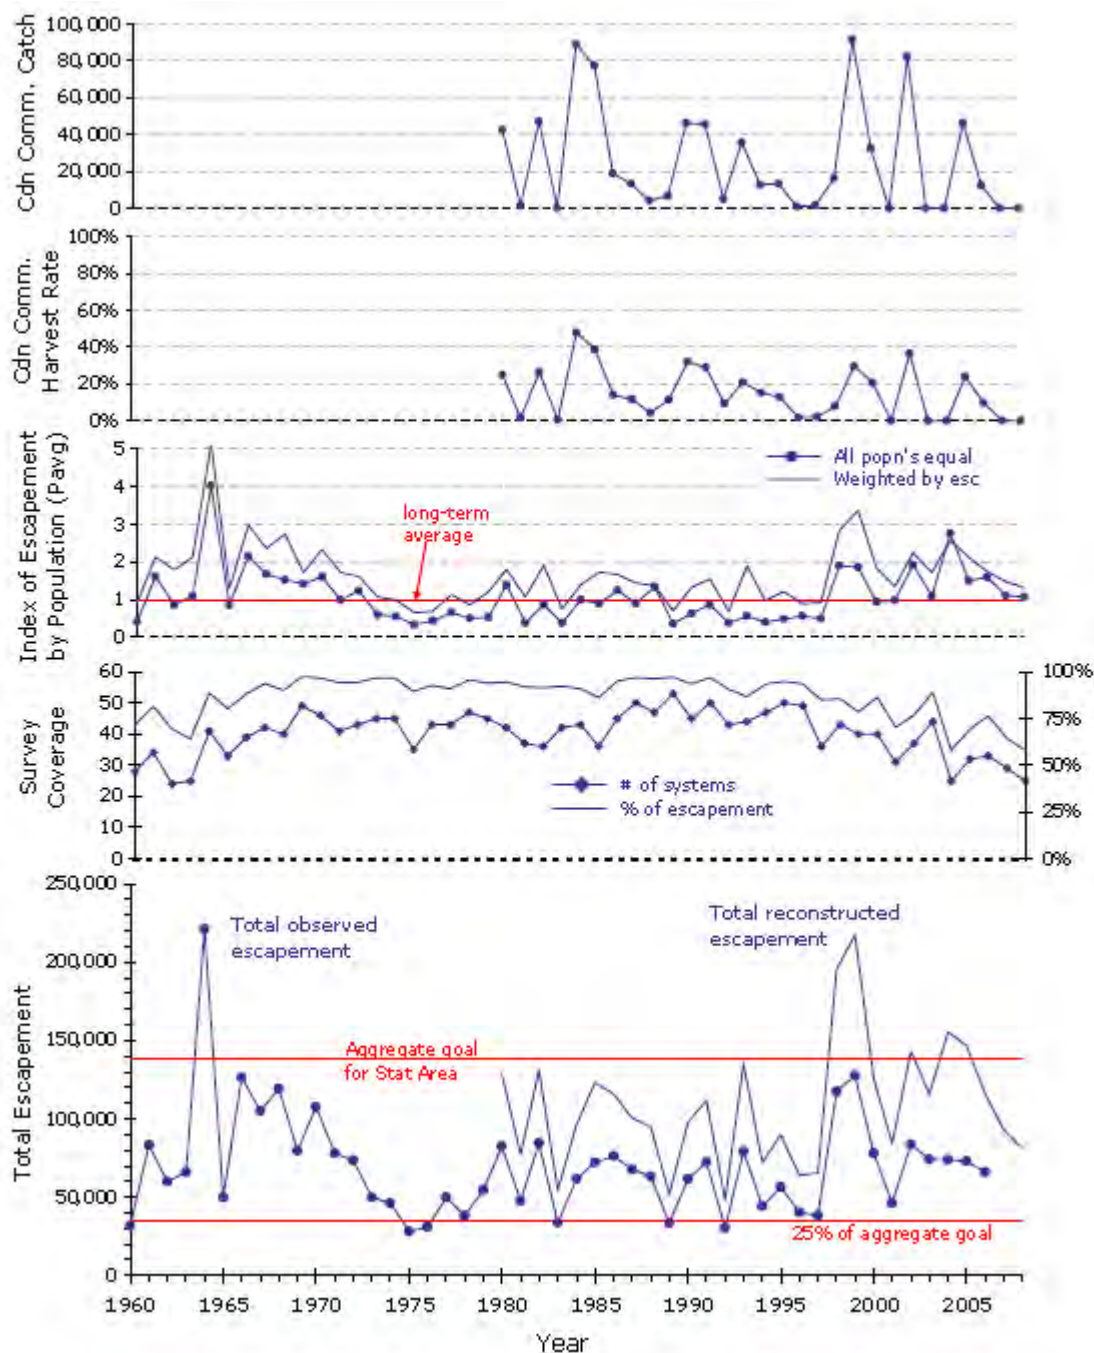 100,000
80,000
60,000
40,000
20,000
0
Cdn Comm. Catch
100%
80%
60%
40%
20%
0%
Cdn Comm.
Harvest Rate
5
4
3
2
1
0
Index of Escapement
by Population (Pavg)
All popn's equal
Weighted by esc
long-term
average
60
50
40
30
20
10
0
Survey
Coverage
100%
75%
50%
25%
0%
# of systems
% of escapement
250,000
200,000
150,000
100,000
50,000
0
Total Escapement
Total observed
escapement
Total reconstructed
escapement
Aggregate goal
for Stat Area
25% of aggregate goal
1960 1965 1970 1975 1980 1985 1990 1995 2000 2005
Year